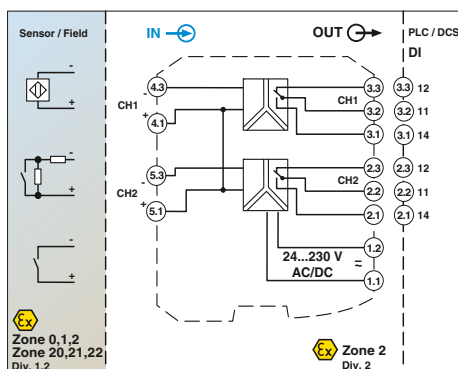 Sensor / Field
IN
OUT
PLC / DCS
DI
-
+
-
+
-
+
4.3
-
CH1
+
4.1
5.3
-
CH2
+
5.1
3.3
CH1
3.2
3.1
2.3
CH2
2.2
2.1
24...230 V
AC/DC
=
~
1.2
1.1
3.3 12
3.2 11
3.1 14
2.3 12
2.2 11
2.1 14
Ex
Zone 0,1,2
Zone 20,21,22
Div. 1,2
Ex
Zone 2
Div. 2